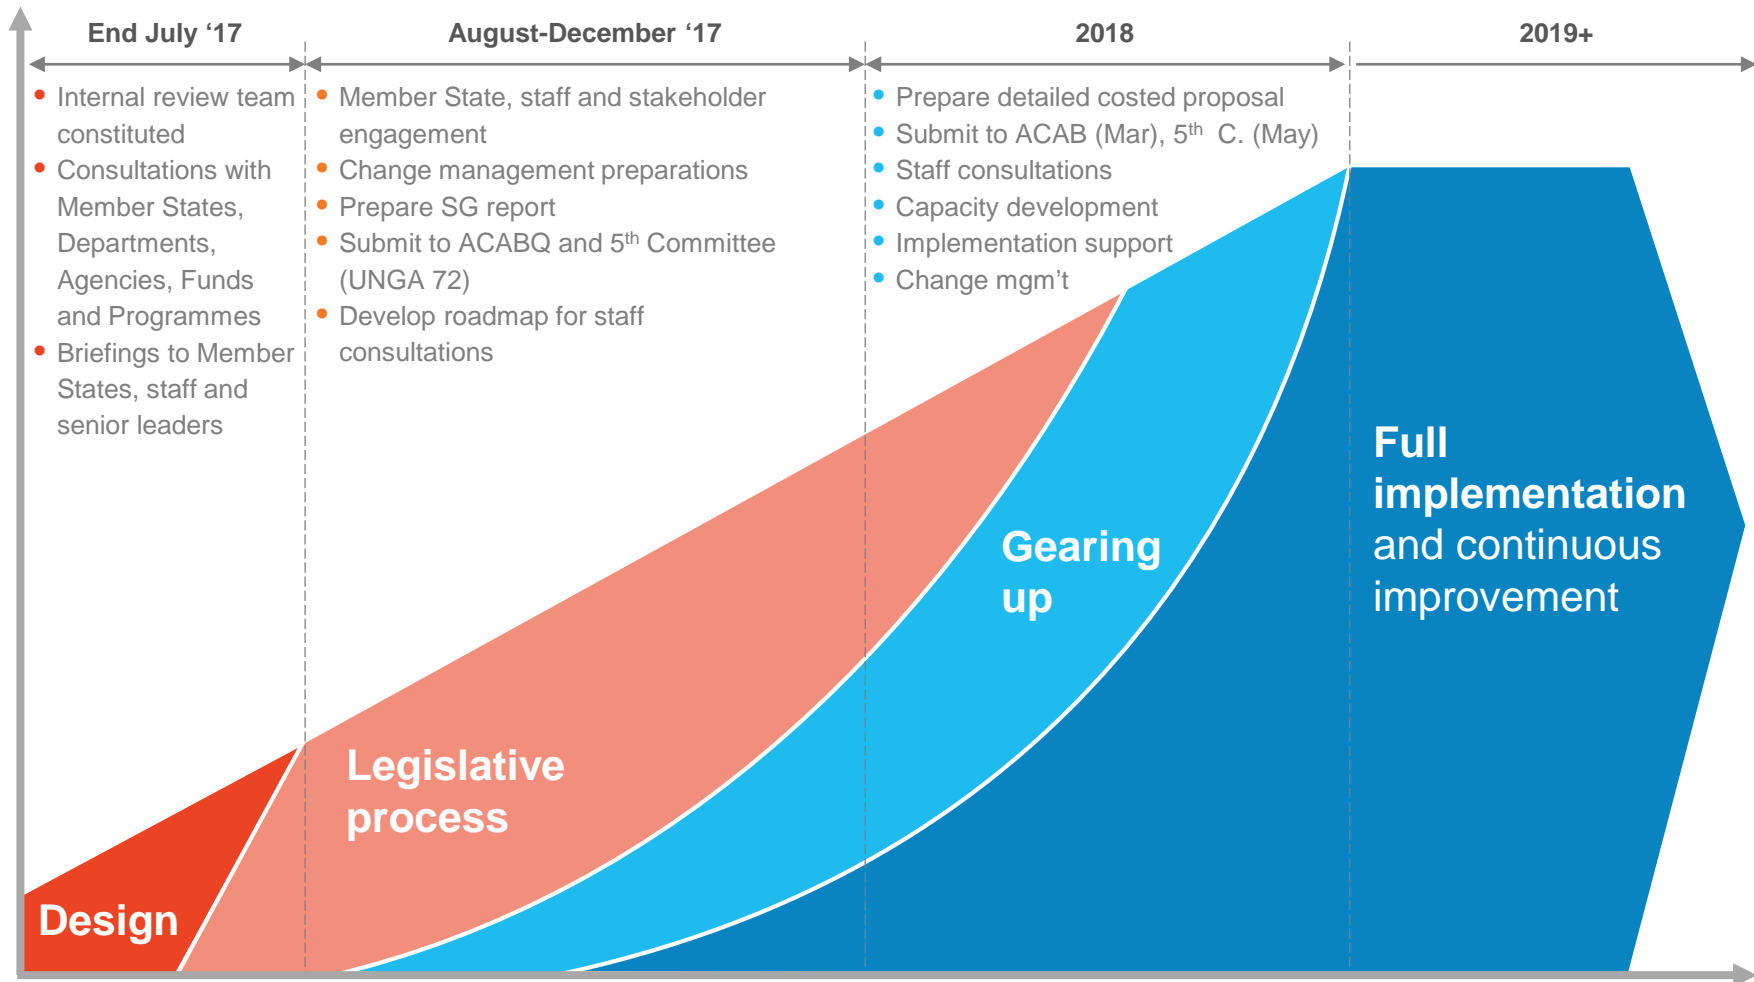 End July ‘17
August-December ‘17
2018
2019+
• Internal review team
constituted
• Consultations with
Member States,
Departments,
Agencies, Funds
and Programmes
• Briefings to Member
States, staff and
senior leaders
• Member State, staff and stakeholder
engagement
• Change management preparations
• Prepare SG report
• Submit to ACABQ and 5th Committee
(UNGA 72)
• Develop roadmap for staff
consultations
• Prepare detailed costed proposal
• Submit to ACAB (Mar), 5th C. (May)
• Staff consultations
• Capacity development
• Implementation support
• Change mgm’t
Design
Legislative
process
Gearing
up
Full
implementation
and continuous
improvement